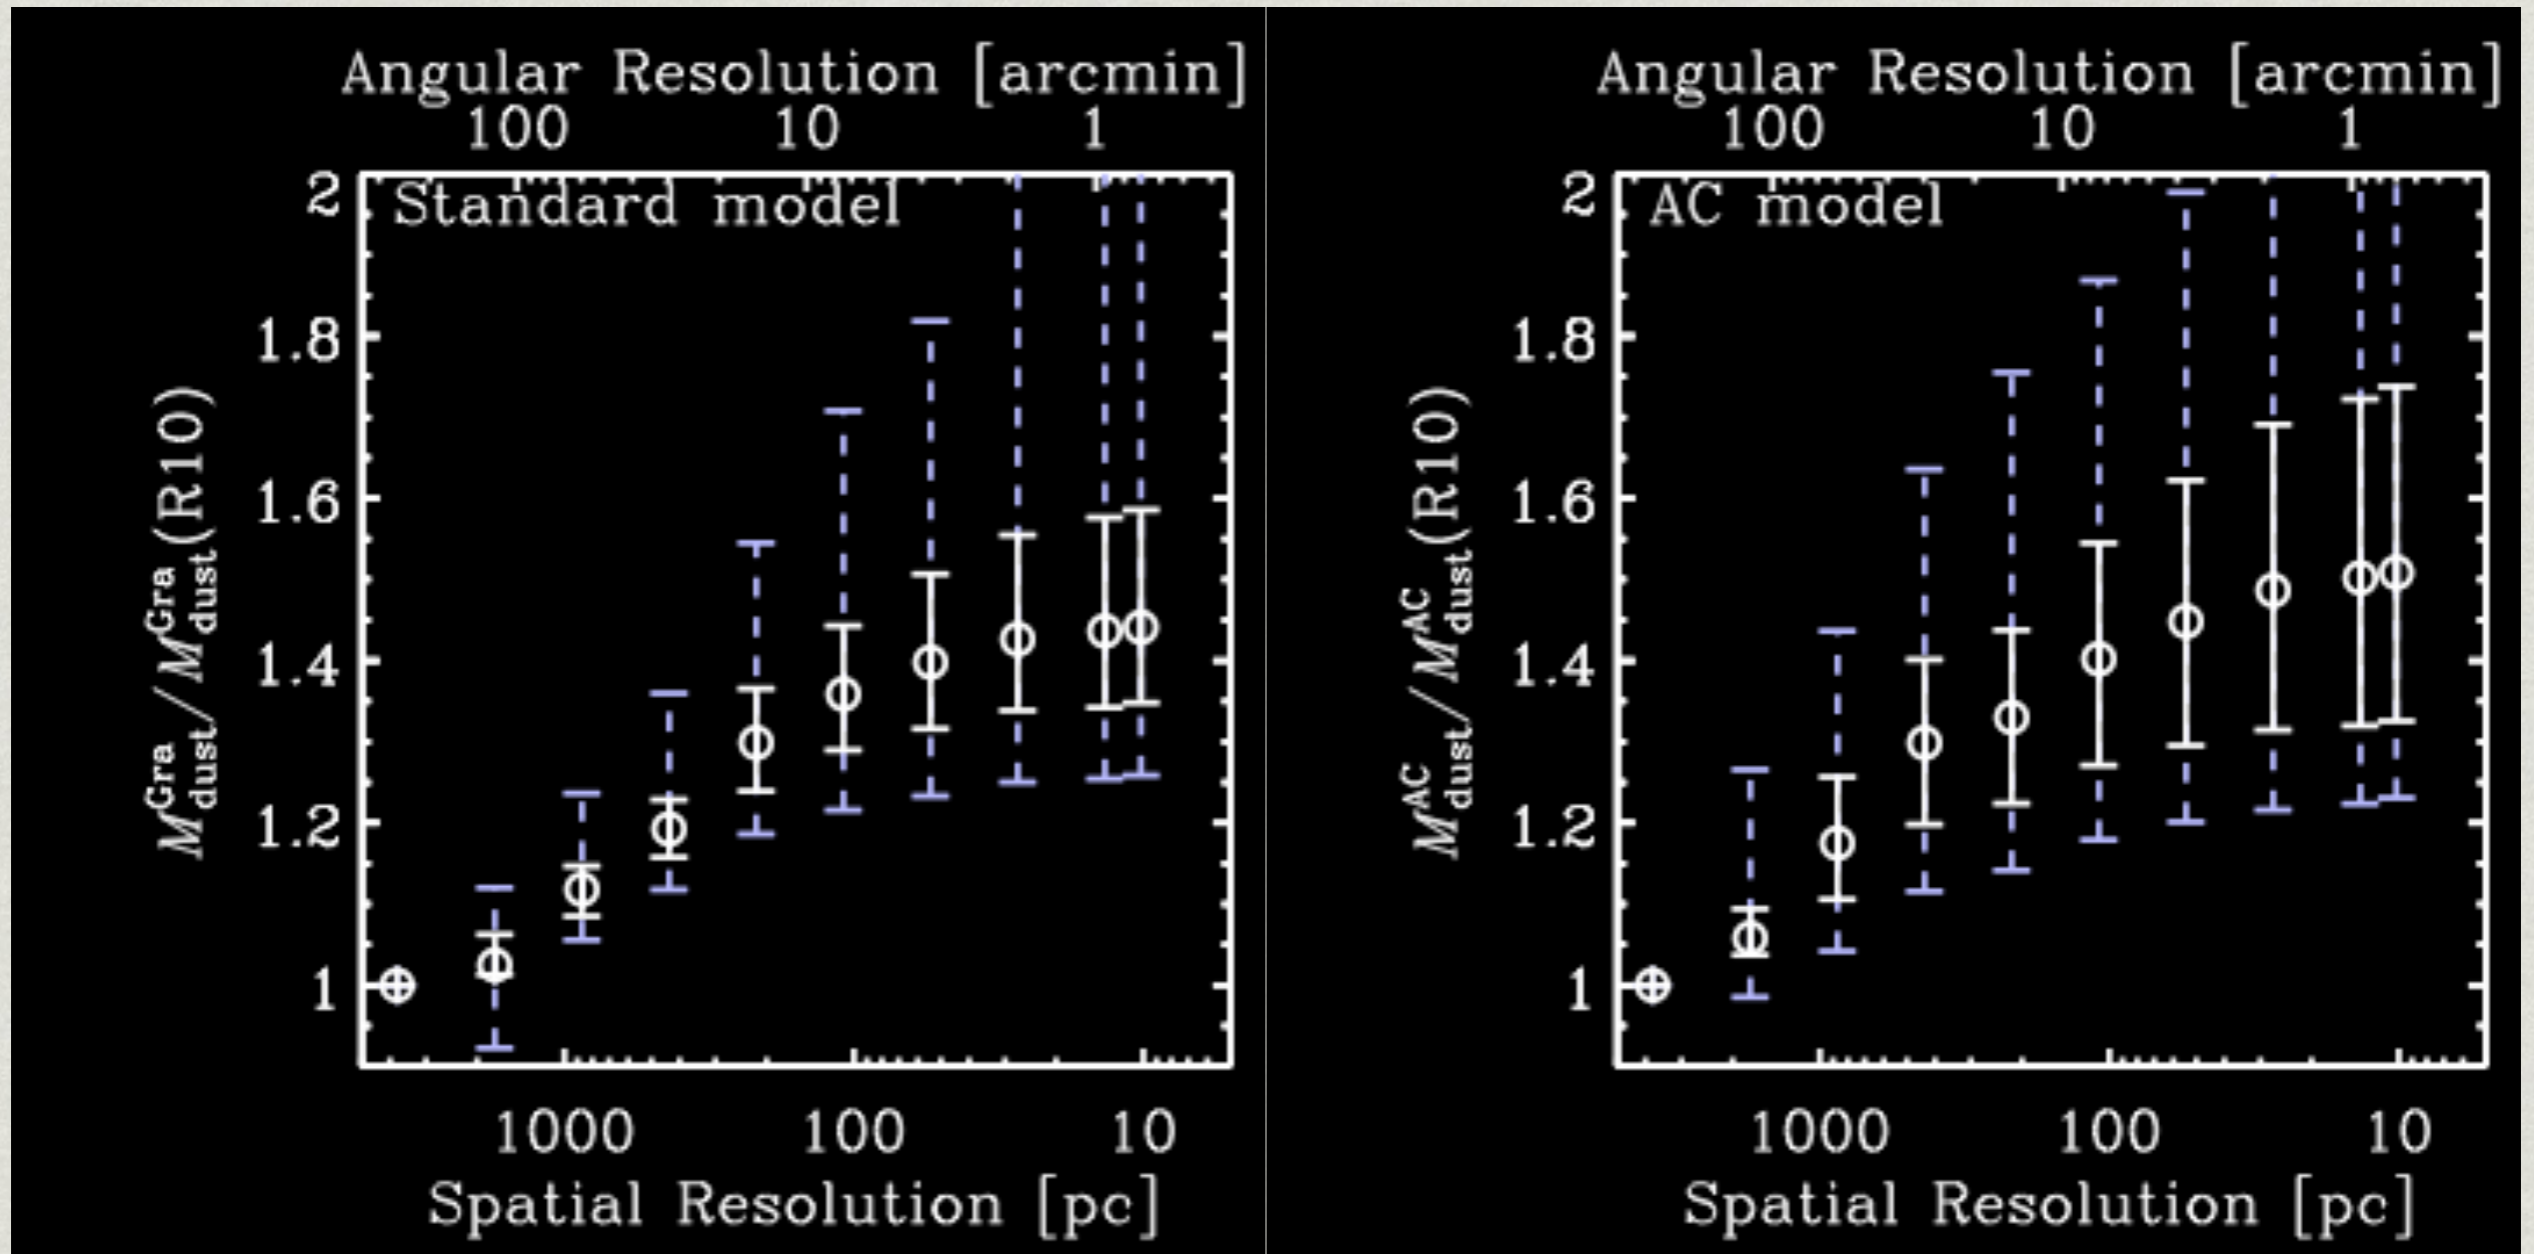 Angular Resolution [arcmin]
100 10 1
Standard model
2
1.8
1.6
1.4
1.2
1
M^Gra_dust/M^Gra_dust(R10)
1000 100 10
Spatial Resolution [pc]
Angular Resolution [arcmin]
100 10 1
AC model
2
1.8
1.6
1.4
1.2
1
M^AC_dust/M^AC_dust(R10)
1000 100 10
Spatial Resolution [pc]